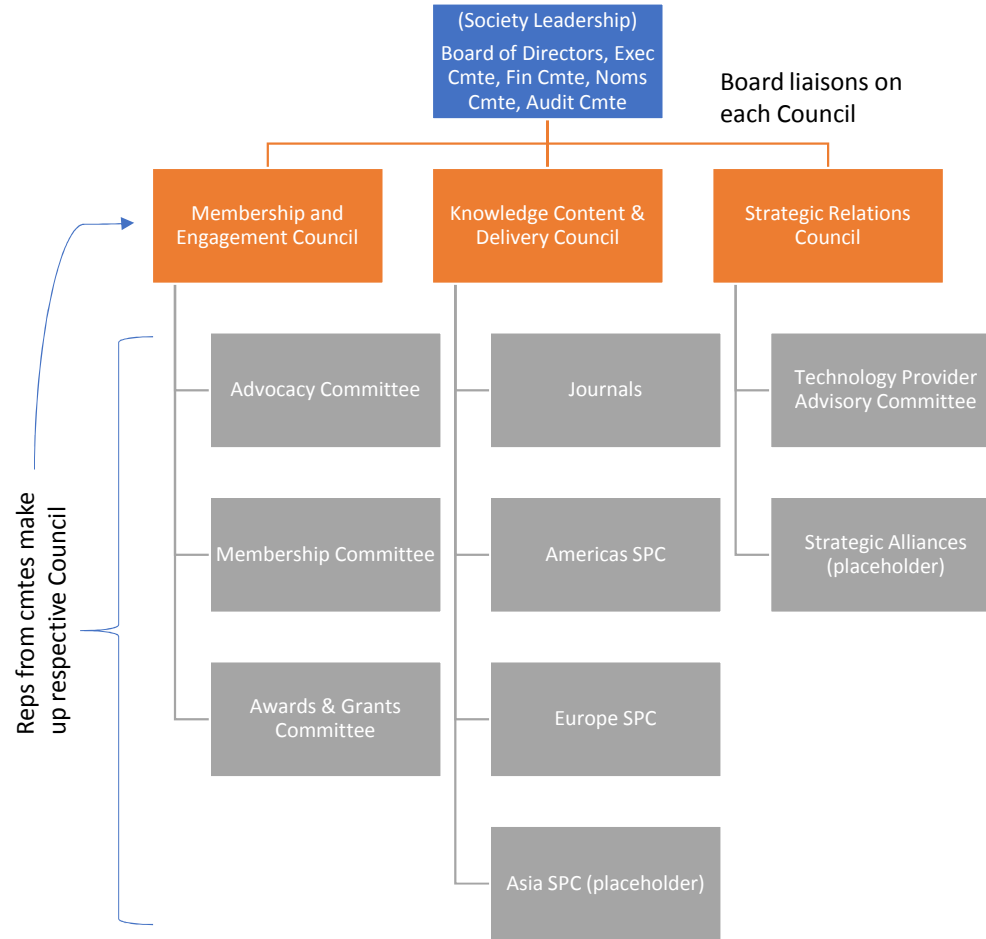 (Society Leadership)
Board of Directors, Exec
Cmte, Fin Cmte, Noms
Cmte, Audit Cmte
Board liaisons on
each Council
Membership and
Engagement Council
Knowledge Content &
Delivery Council
Strategic Relations
Council
Advocacy Committee
Journals
Technology Provider
Advisory Committee
Membership Committee
Americas SPC
Strategic Alliances
(placeholder)
Awards & Grants
Committee
Europe SPC
Asia SPC (placeholder)
Reps from cmtes make
up respective Council